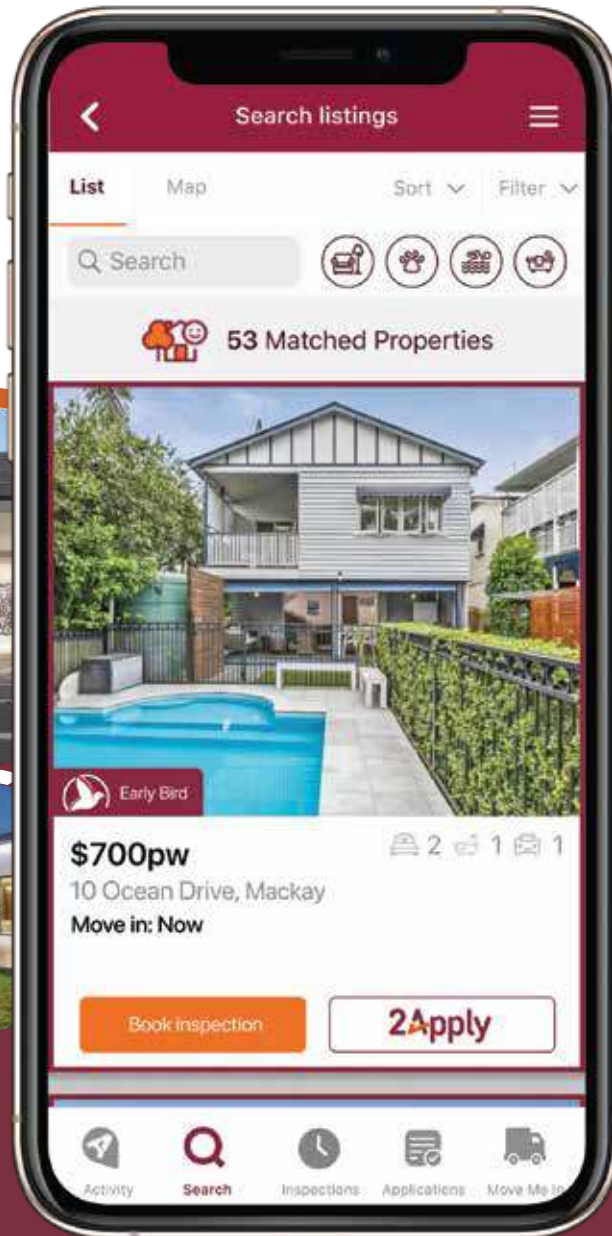 Search listings
List Map Sort Filter
Search
53 Matched Properties
Early Bird
$700pw 2 1 1
10 Ocean Drive, Mackay
Move in: Now
Book inspection 2Apply
Activity Search Inspections Applications Move Me In